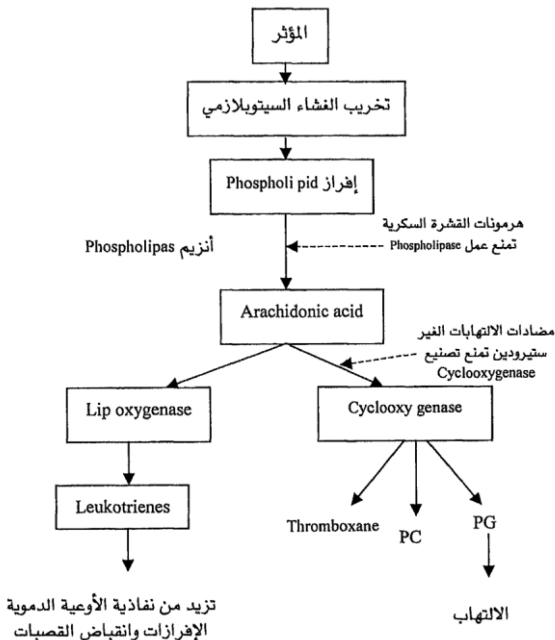 المؤثر
تخريب الغشاء السيتوبلازمي
إفراز Phospholi pid
هرمونات القشرة السكرية
تمنع عمل Phospholipase
أنزيم Phospholipas
Arachidonic acid
مضادات الالتهابات الغير
ستيرودين تمنع تصنيع
Cyclooxygenase
Lip oxygenase
Cyclooxy genase
Leukotrienes
Thromboxane
PC
PG
تزيد من نفاذية الأوعية الدموية
الإفرازات وانقباض القصبات
الالتهاب